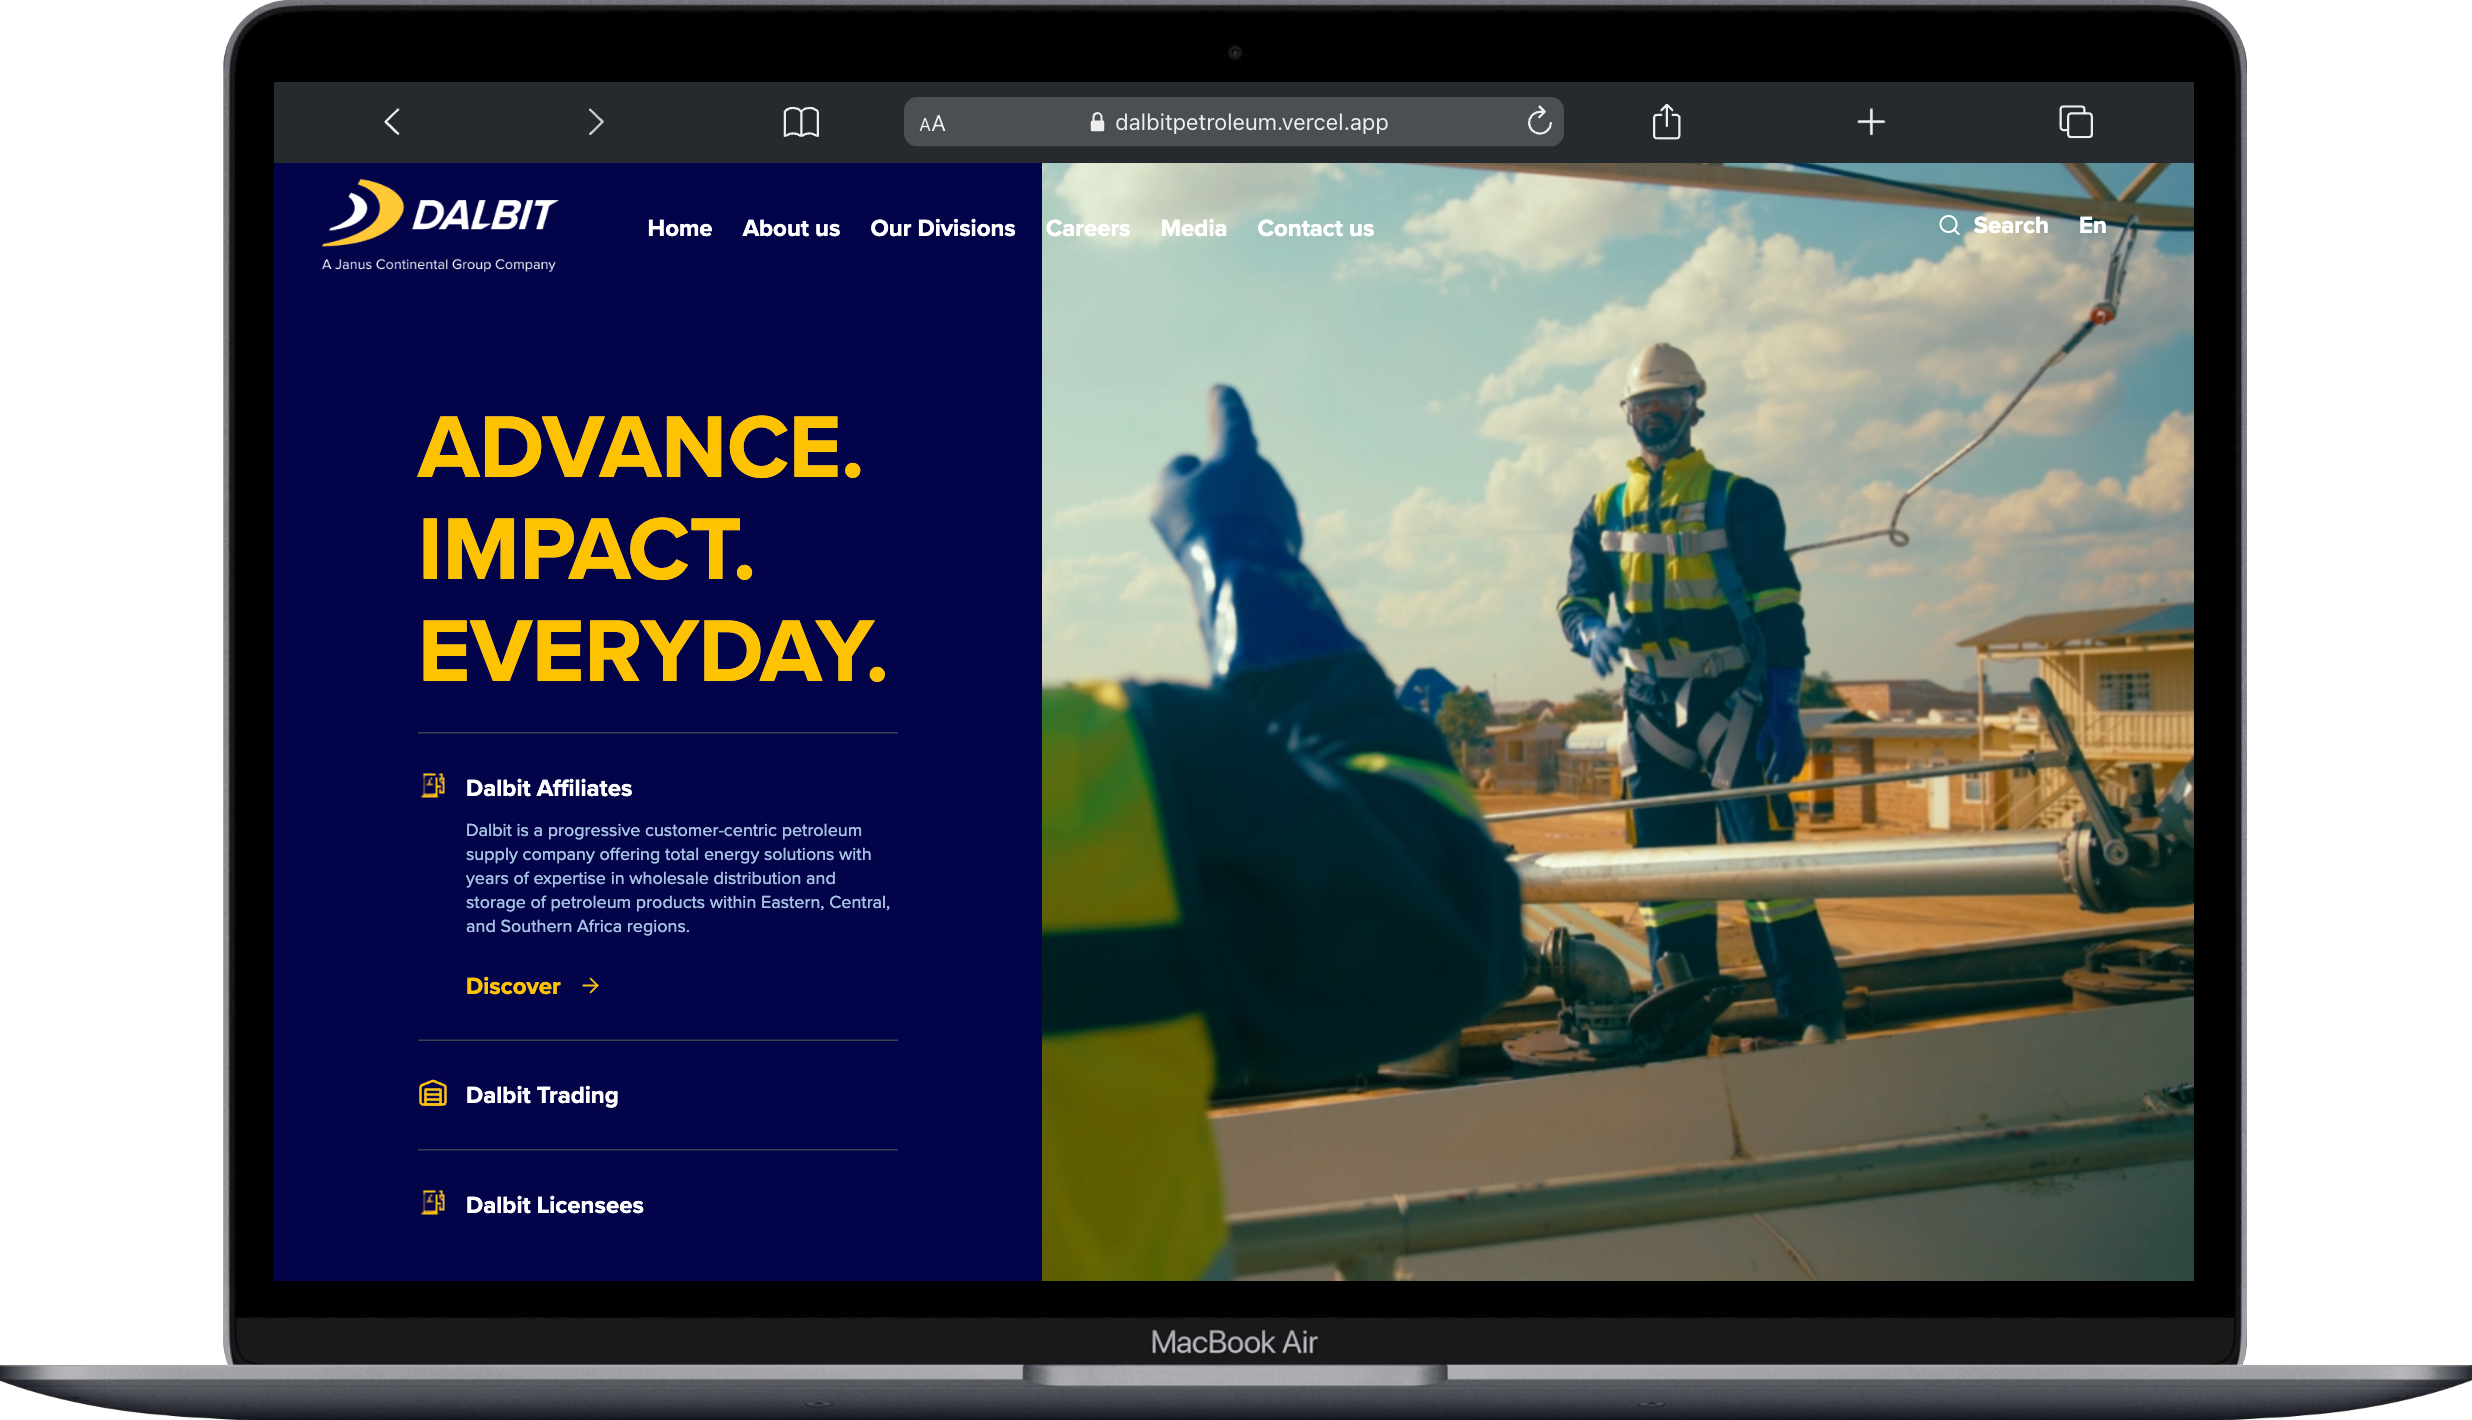 AA dalbitpetroleum.vercel.app
DALBIT
A Janus Continental Group Company
Home About us Our Divisions Careers Media Contact us Search En
ADVANCE.
IMPACT.
EVERYDAY.
Dalbit Affiliates
Dalbit is a progressive customer-centric petroleum
supply company offering total energy solutions with
years of expertise in wholesale distribution and
storage of petroleum products within Eastern, Central,
and Southern Africa regions.
Discover
Dalbit Trading
Dalbit Licensees
MacBook Air